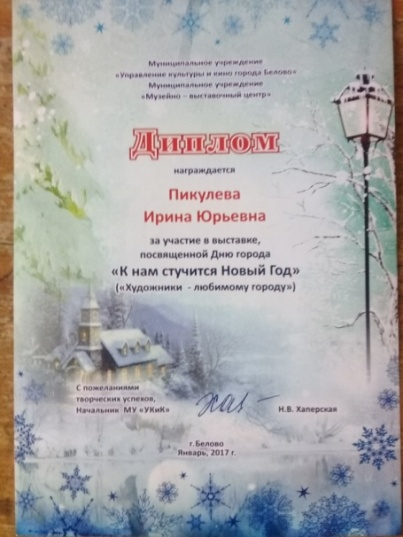 Муниципальное учреждение
«Управление культуры и кино города Белово»
Муниципальное учреждение
«Музейно – выставочный центр»
Диплом
награждается
Пикулева
Ирина Юрьевна
за участие в выставке,
посвященной Дню города
«К нам стучится Новый Год»
(«Художники - любимому городу»)
С пожеланиями
творческих успехов,
Начальник МУ «УКиК»
Н.В. Хаперская
г.Белово
Январь, 2017 г.